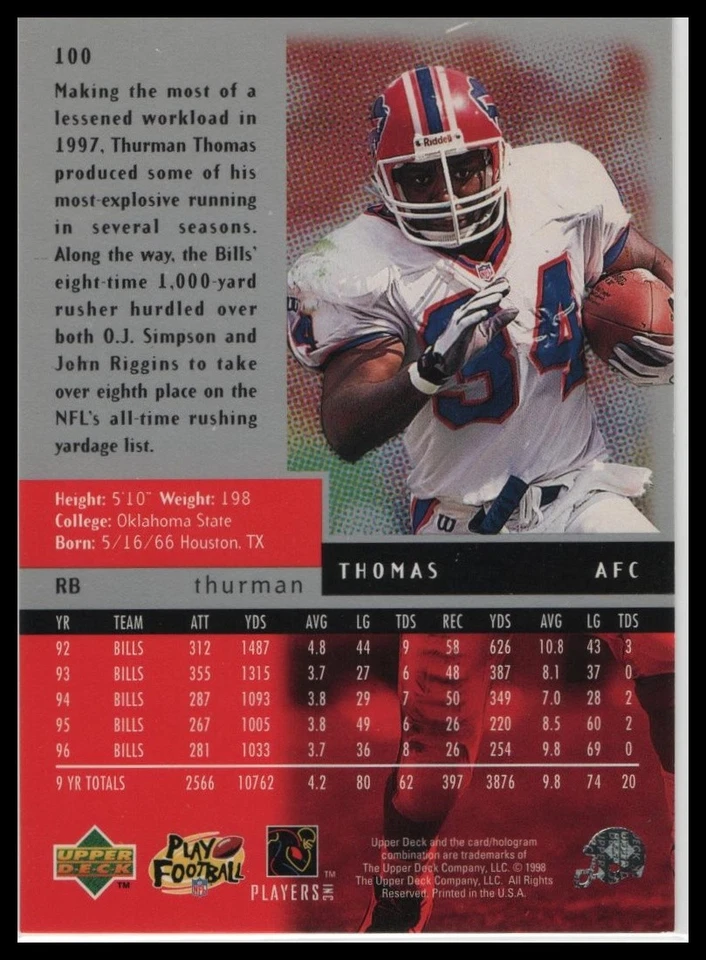 100
Making the most of a
lessened workload in
1997, Thurman Thomas
produced some of his
most-explosive running
in several seasons.
Along the way, the Bills'
eight-time 1,000-yard
rusher hurdled over
both O.J. Simpson and
John Riggins to take
over eighth place on the
NFL's all-time rushing
yardage list.
Riddell
NFL
34
34
B
Height: 5'10" Weight: 198
College: Oklahoma State
Born: 5/16/66 Houston, TX
RB thurman THOMAS AFC
YR TEAM ATT YDS AVG LG TDS REC YDS AVG LG TDS
92 BILLS 312 1487 4.8 44 9 58 626 10.8 43 3
93 BILLS 355 1315 3.7 27 6 48 387 8.1 37 0
94 BILLS 287 1093 3.8 29 7 50 349 7.0 28 2
95 BILLS 267 1005 3.8 49 6 26 220 8.5 60 2
96 BILLS 281 1033 3.7 36 8 26 254 9.8 69 0
9 YR TOTALS 2566 10762 4.2 80 62 397 3876 9.8 74 20
UPPER DECK TM
PLAY FOOTBALL
NFL
PLAYERS INC TM
Upper Deck and the card/hologram
combination are trademarks of
The Upper Deck Company, LLC. © 1998
The Upper Deck Company, LLC. All Rights
Reserved. Printed in the U.S.A.